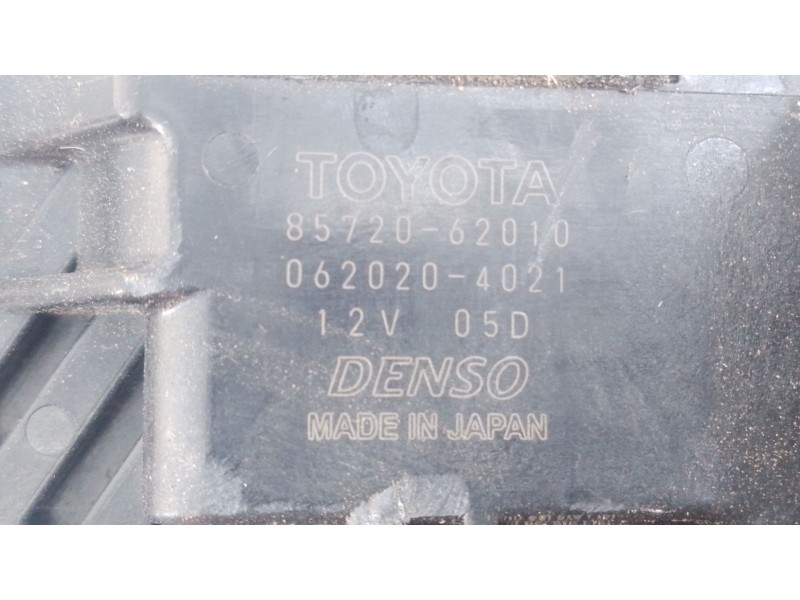 TOYOTA
85720-62010
062020-4021
12V 05D
DENSO
MADE IN JAPAN